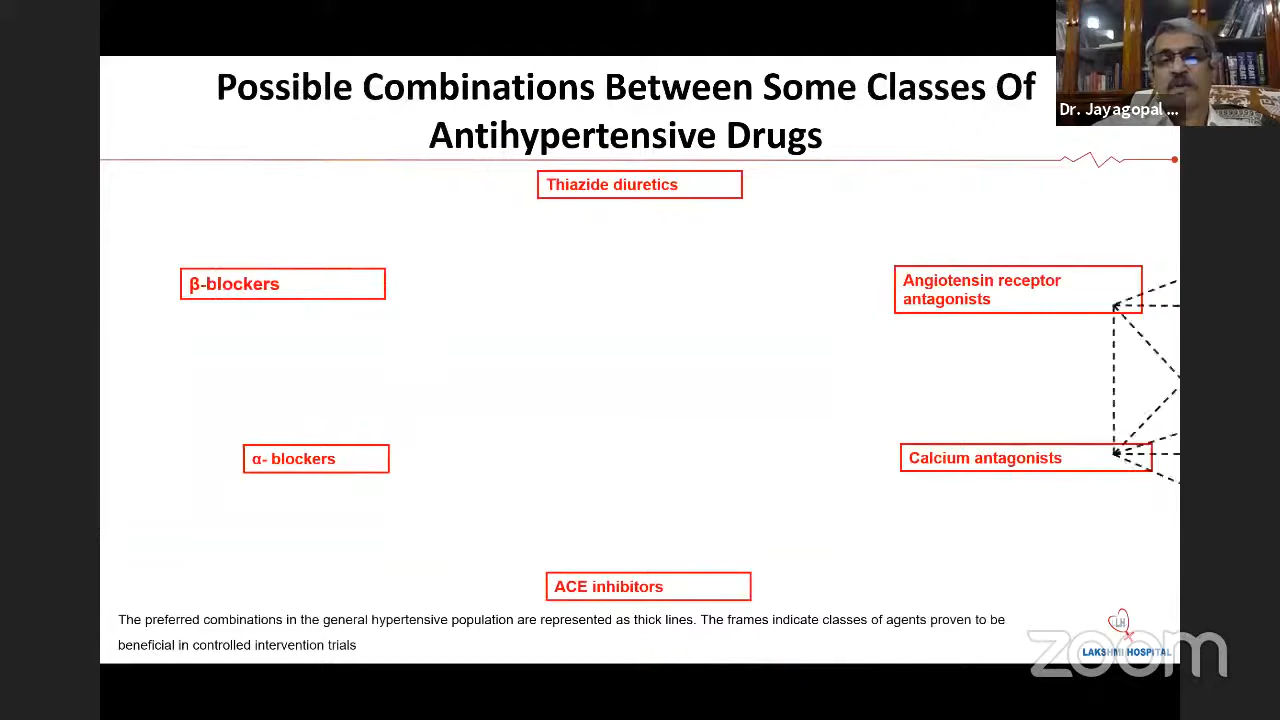 Possible Combinations Between Some Classes Of
Antihypertensive Drugs
Dr. Jayagopal ...
Thiazide diuretics
β-blockers
Angiotensin receptor
antagonists
α- blockers
Calcium antagonists
ACE inhibitors
The preferred combinations in the general hypertensive population are represented as thick lines. The frames indicate classes of agents proven to be
beneficial in controlled intervention trials
LH
LAKSHMI HOSPITAL
zoom